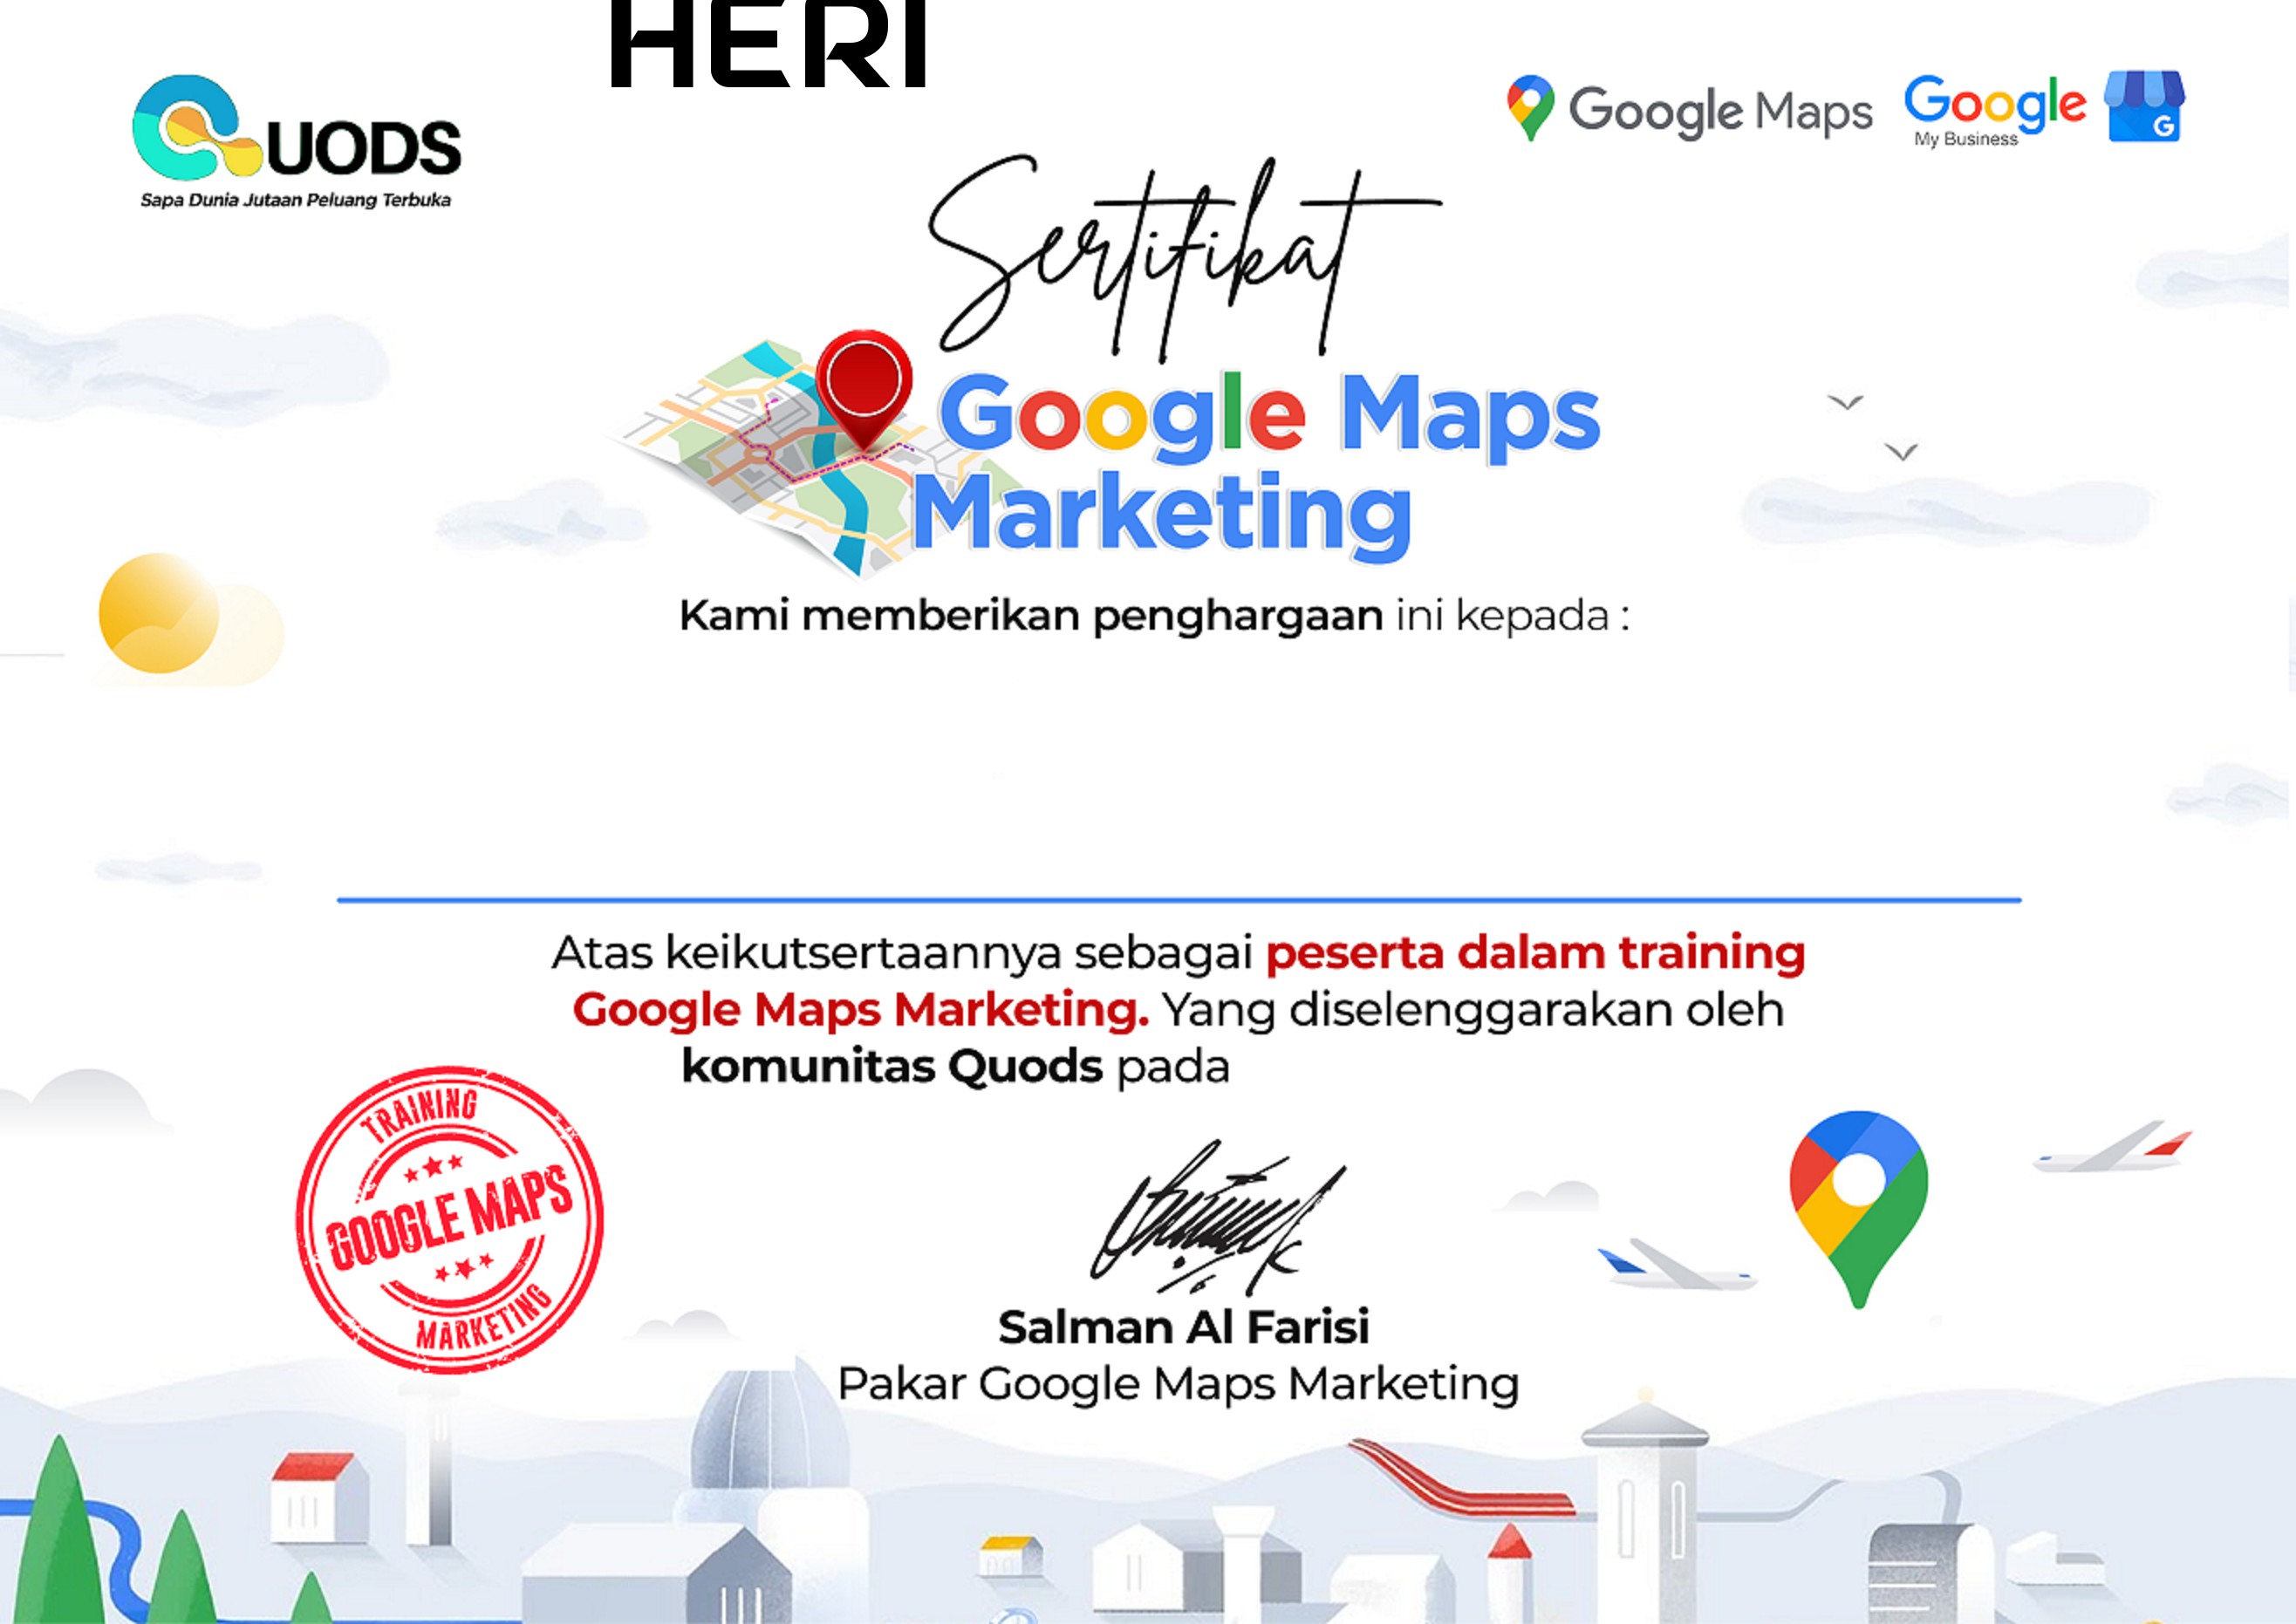 HERI
QUODS
Sapa Dunia Jutaan Peluang Terbuka
Google Maps
Google
My Business
G
Sertifikat
Google Maps
Marketing
Kami memberikan penghargaan ini kepada :
Atas keikutsertaannya sebagai peserta dalam training
Google Maps Marketing. Yang diselenggarakan oleh
komunitas Quods pada
TRAINING
GOOGLE MAPS
MARKETING
Salman Al Farisi
Pakar Google Maps Marketing